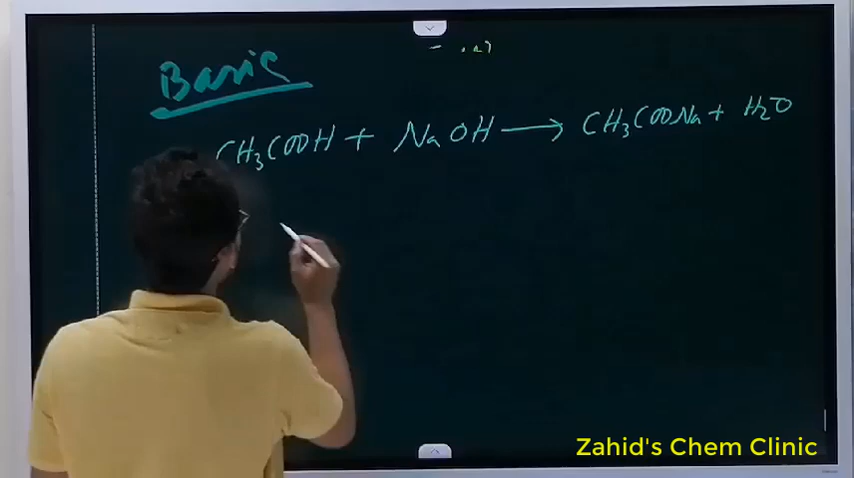 Basic
CH₃COOH + NaOH → CH₃COONa + H₂O
Zahid's Chem Clinic